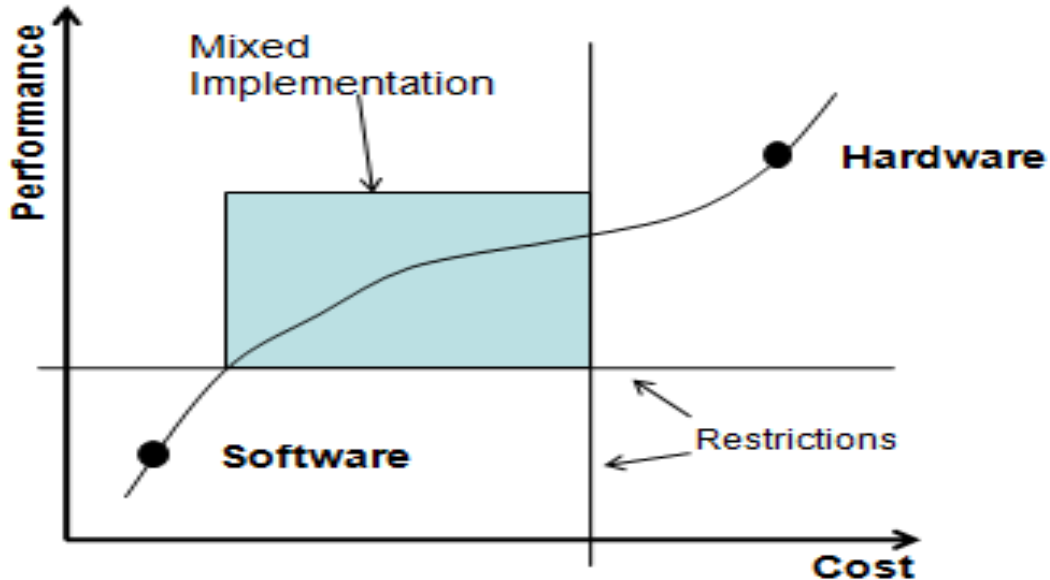 Performance
Mixed
Implementation
Hardware
Restrictions
Software
Cost